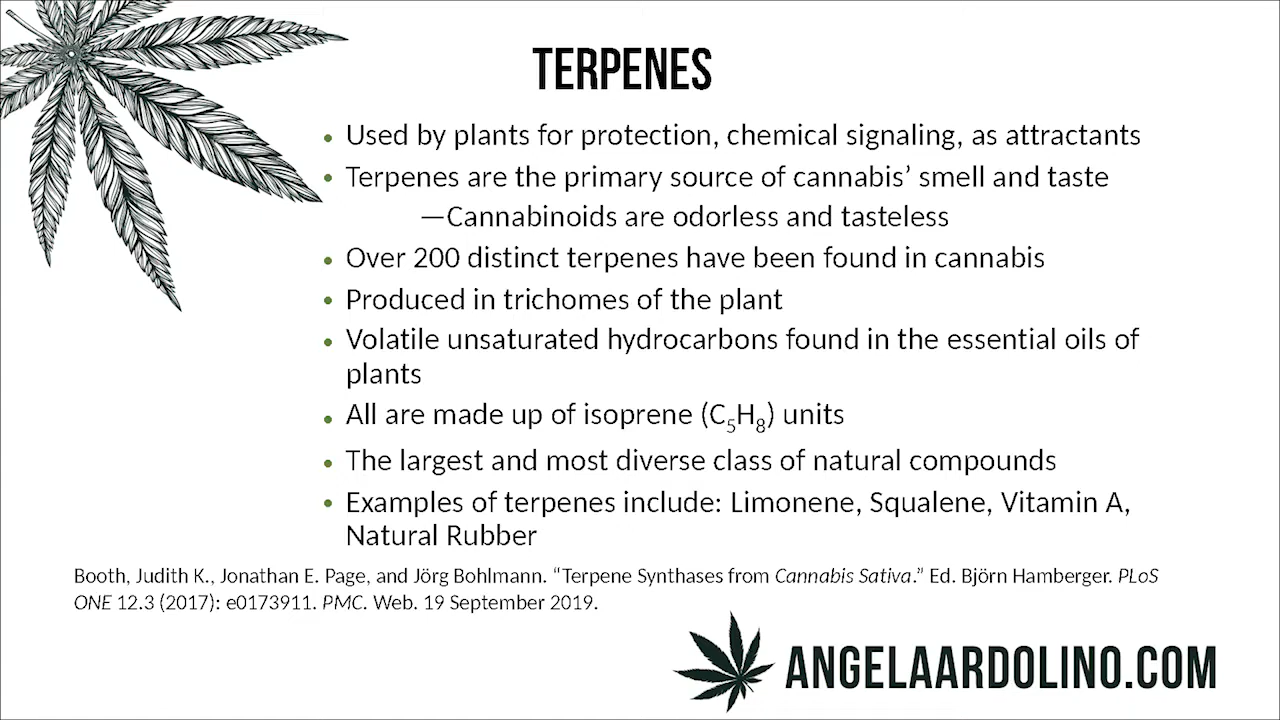 TERPENES
• Used by plants for protection, chemical signaling, as attractants
• Terpenes are the primary source of cannabis’ smell and taste
—Cannabinoids are odorless and tasteless
• Over 200 distinct terpenes have been found in cannabis
• Produced in trichomes of the plant
• Volatile unsaturated hydrocarbons found in the essential oils of
plants
• All are made up of isoprene (C₅H₈) units
• The largest and most diverse class of natural compounds
• Examples of terpenes include: Limonene, Squalene, Vitamin A,
Natural Rubber
Booth, Judith K., Jonathan E. Page, and Jörg Bohlmann. “Terpene Synthases from Cannabis Sativa.” Ed. Björn Hamberger. PLoS
ONE 12.3 (2017): e0173911. PMC. Web. 19 September 2019.
ANGELAARDOLINO.COM